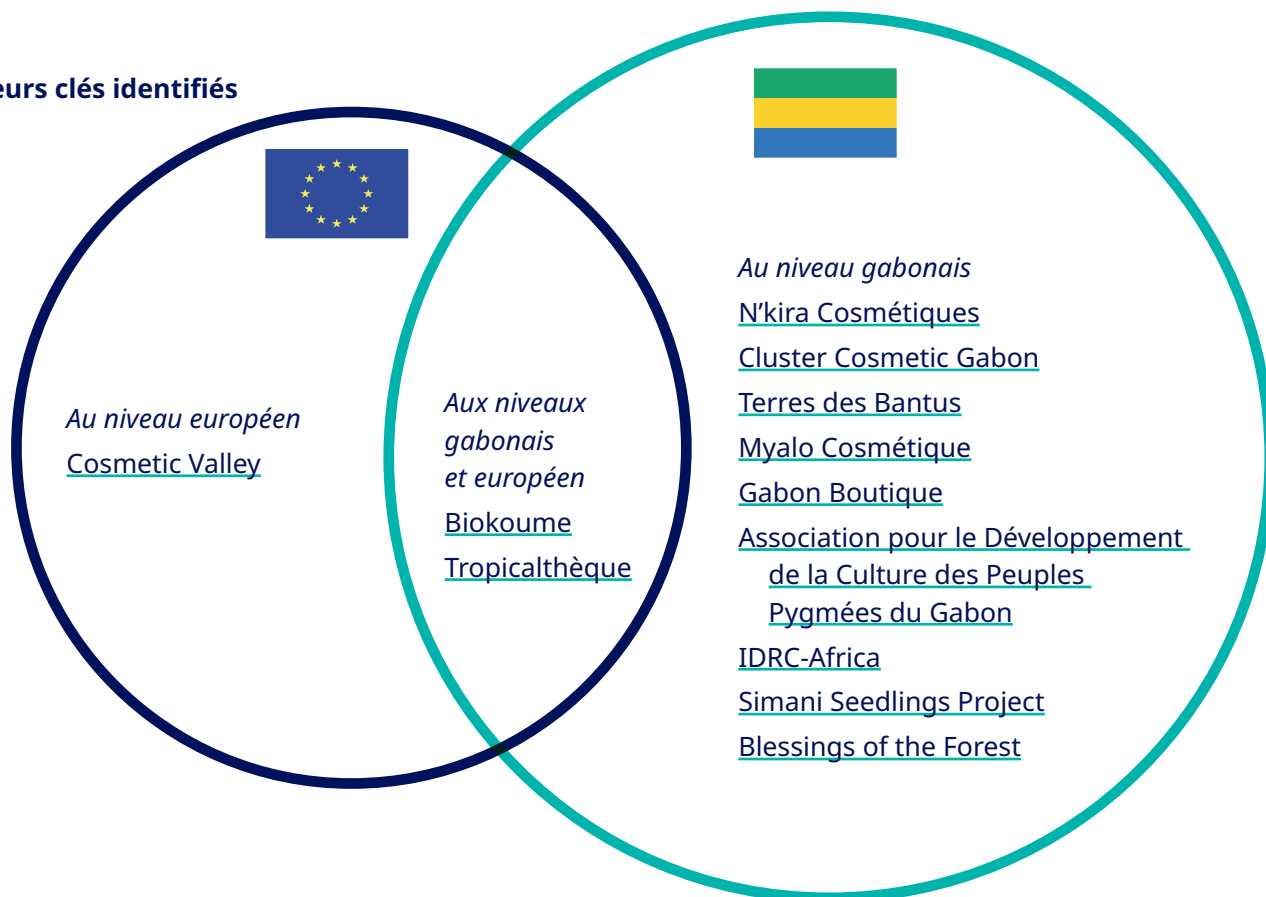 eurs clés identifiés
Au niveau européen
Cosmetic Valley
Aux niveaux
gabonais
et européen
Biokoume
Tropicalthèque
Au niveau gabonais
N’kira Cosmétiques
Cluster Cosmetic Gabon
Terres des Bantus
Myalo Cosmétique
Gabon Boutique
Association pour le Développement
de la Culture des Peuples
Pygmées du Gabon
IDRC-Africa
Simani Seedlings Project
Blessings of the Forest